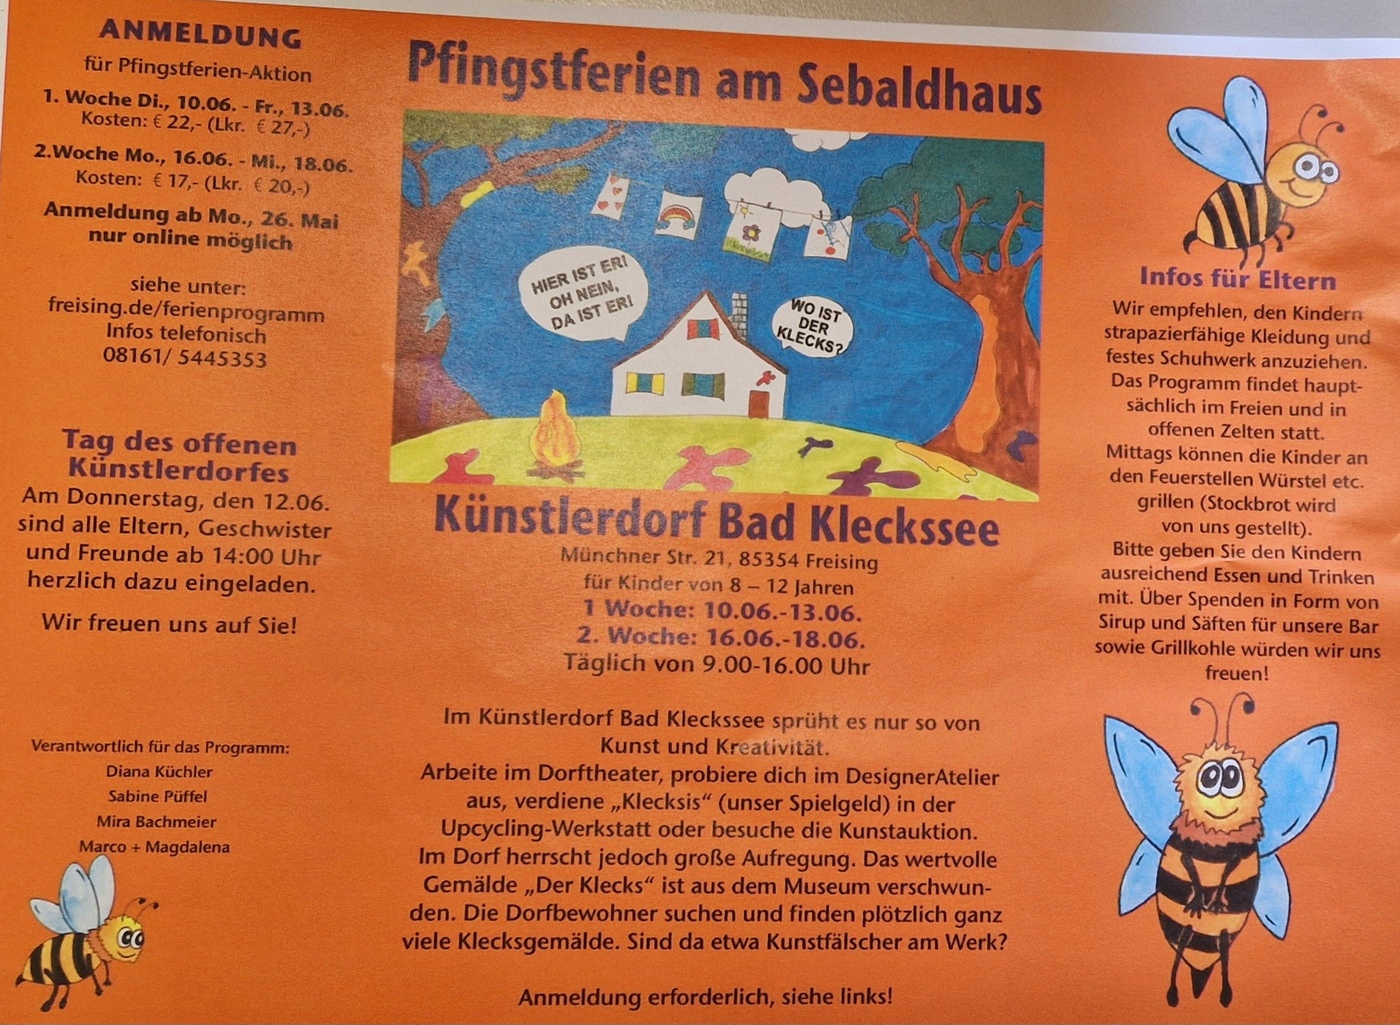 ANMELDUNG
für Pfingstferien-Aktion
1. Woche Di., 10.06. - Fr., 13.06.
Kosten: € 22,- (Lkr. € 27,-)
2.Woche Mo., 16.06. - Mi., 18.06.
Kosten: € 17,- (Lkr. € 20,-)
Anmeldung ab Mo., 26. Mai
nur online möglich
siehe unter:
freising.de/ferienprogramm
Infos telefonisch
08161/ 5445353
Tag des offenen
Künstlerdorfes
Am Donnerstag, den 12.06.
sind alle Eltern, Geschwister
und Freunde ab 14:00 Uhr
herzlich dazu eingeladen.
Wir freuen uns auf Sie!
Verantwortlich für das Programm:
Diana Küchler
Sabine Püffel
Mira Bachmeier
Marco + Magdalena
Pfingstferien am Sebaldhaus
HIER IST ER!
OH NEIN,
DA IST ER!
WO IST
DER
KLECKS?
Künstlerdorf Bad Kleckssee
Münchner Str. 21, 85354 Freising
für Kinder von 8 – 12 Jahren
1 Woche: 10.06.-13.06.
2. Woche: 16.06.-18.06.
Täglich von 9.00-16.00 Uhr
Im Künstlerdorf Bad Kleckssee sprüht es nur so von
Kunst und Kreativität.
Arbeite im Dorftheater, probiere dich im DesignerAtelier
aus, verdiene „Klecksis“ (unser Spielgeld) in der
Upcycling-Werkstatt oder besuche die Kunstauktion.
Im Dorf herrscht jedoch große Aufregung. Das wertvolle
Gemälde „Der Klecks“ ist aus dem Museum verschwun-
den. Die Dorfbewohner suchen und finden plötzlich ganz
viele Klecksgemälde. Sind da etwa Kunstfälscher am Werk?
Anmeldung erforderlich, siehe links!
Infos für Eltern
Wir empfehlen, den Kindern
strapazierfähige Kleidung und
festes Schuhwerk anzuziehen.
Das Programm findet haupt-
sächlich im Freien und in
offenen Zelten statt.
Mittags können die Kinder an
den Feuerstellen Würstel etc.
grillen (Stockbrot wird
von uns gestellt).
Bitte geben Sie den Kindern
ausreichend Essen und Trinken
mit. Über Spenden in Form von
Sirup und Säften für unsere Bar
sowie Grillkohle würden wir uns
freuen!